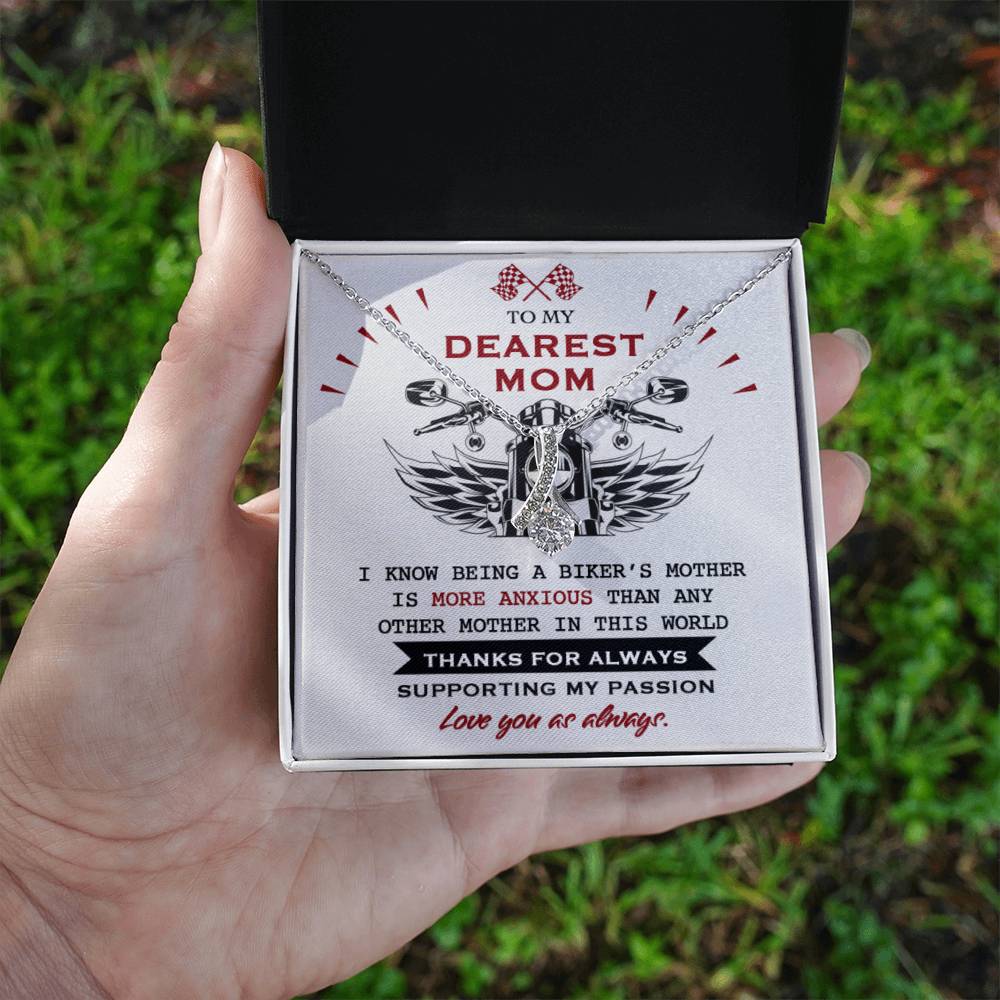 TO MY
DEAREST
MOM
I KNOW BEING A BIKER'S MOTHER
IS MORE ANXIOUS THAN ANY
OTHER MOTHER IN THIS WORLD
THANKS FOR ALWAYS
SUPPORTING MY PASSION
Love you as always.